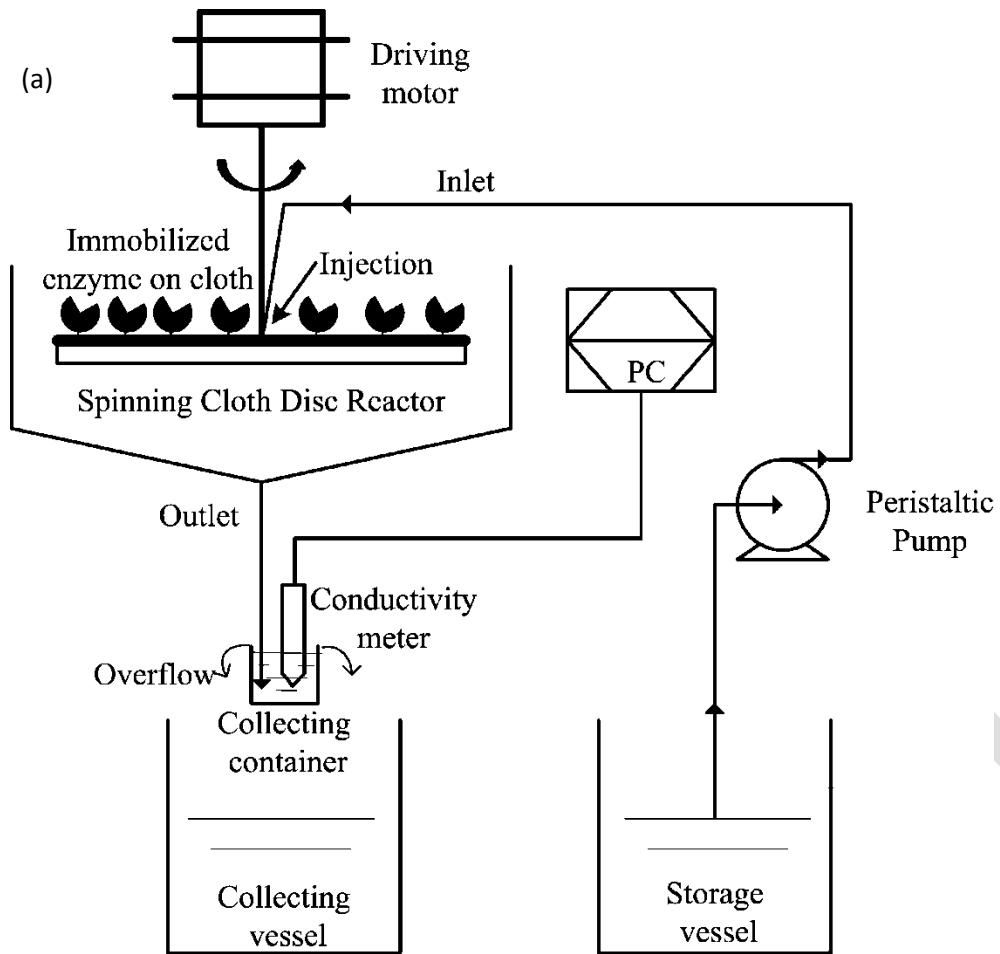 (a)
Driving
motor
Inlet
Immobilized
enzyme on cloth
Injection
PC
Spinning Cloth Disc Reactor
Outlet
Peristaltic
Pump
Conductivity
meter
Overflow
Collecting
container
Collecting
vessel
Storage
vessel